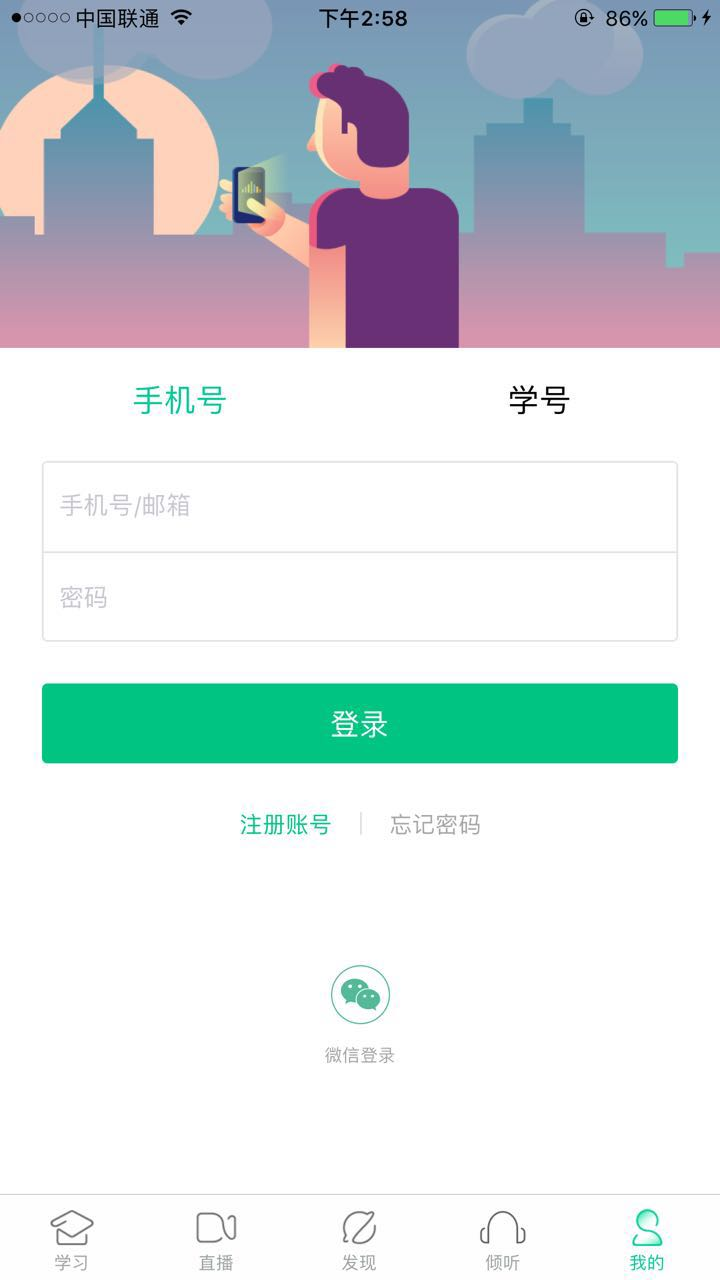 中国联通 下午2:58 86%
手机号 学号
手机号/邮箱
密码
登录
注册账号 忘记密码
微信登录
学习 直播 发现 倾听 我的